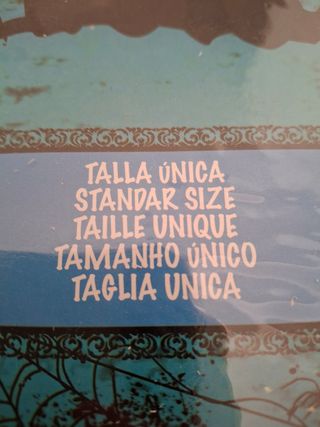 TALLA ÚNICA
STANDAR SIZE
TAILLE UNIQUE
TAMANHO ÚNICO
TAGLIA UNICA